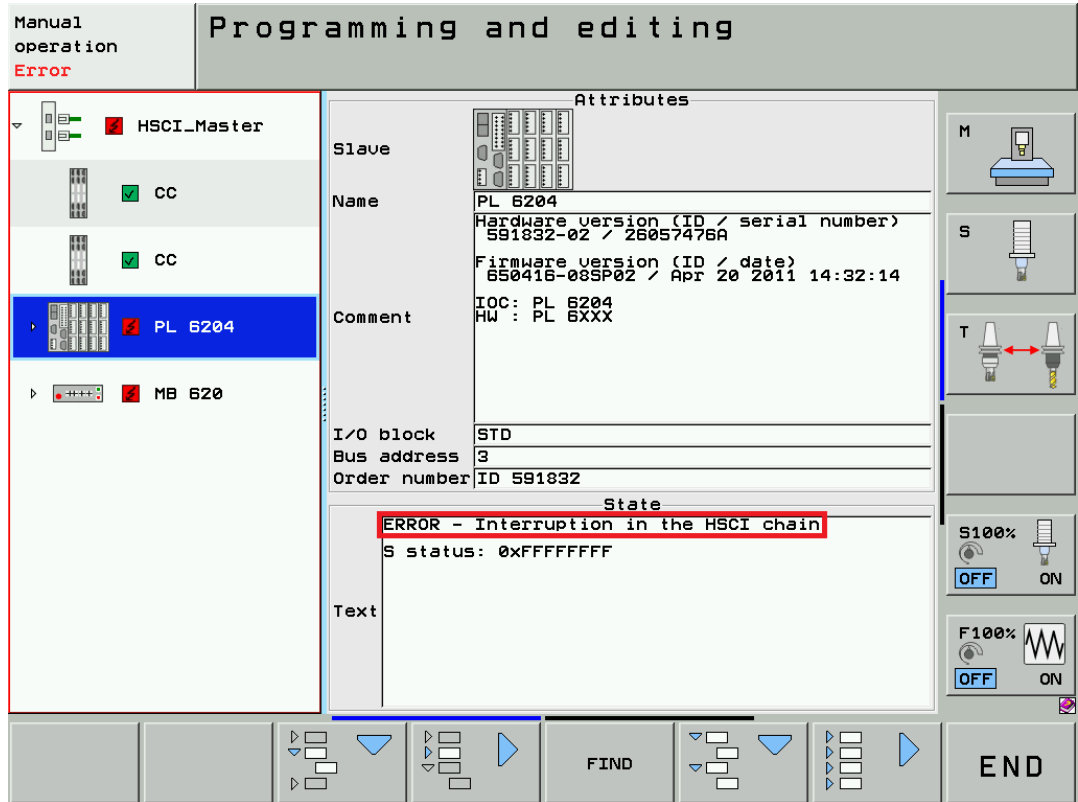 Manual
operation
Error
Programming and editing
HSCI_Master
CC
CC
PL 6204
MB 620
Attributes
Slave
Name
PL 6204
Hardware version (ID / serial number)
591832-02 / 26057476A
Firmware version (ID / date)
650416-085P02 / Apr 20 2011 14:32:14
IOC: PL 6204
HW : PL 6XXX
Comment
I/O block
STD
Bus address
3
Order number
ID 591832
State
ERROR - Interruption in the HSCI chain
S status: 0xFFFFFFFF
Text
M
S
T
S100%
OFF ON
F100%
OFF ON
FIND
END